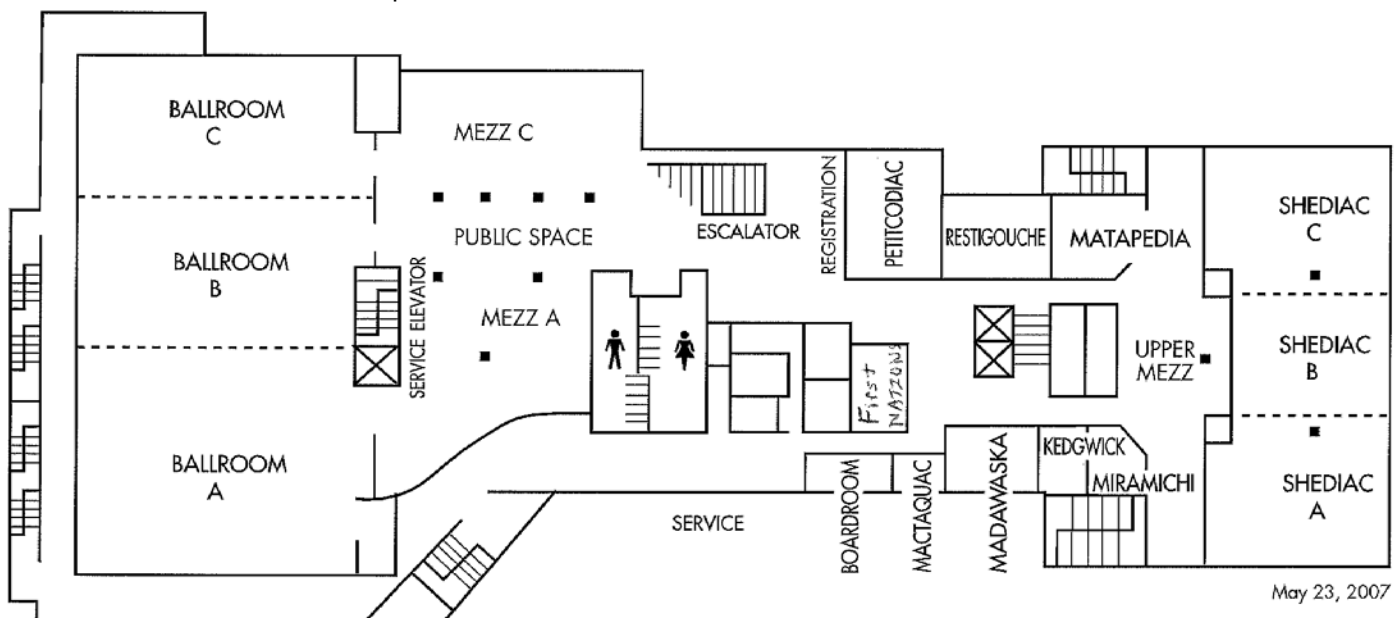 BALLROOM
C
MEZZ C
BALLROOM
B
PUBLIC SPACE
MEZZ A
SERVICE ELEVATOR
BALLROOM
A
ESCALATOR
REGISTRATION
PETITCODIAC
RESTIGOUCHE
MATAPEDIA
SHEDIAC
C
UPPER
MEZZ
SHEDIAC
B
First
NATIONS
KEDGWICK
MIRAMICHI
SHEDIAC
A
SERVICE
BOARDROOM
MACTAQUAC
MADAWASKA
May 23, 2007